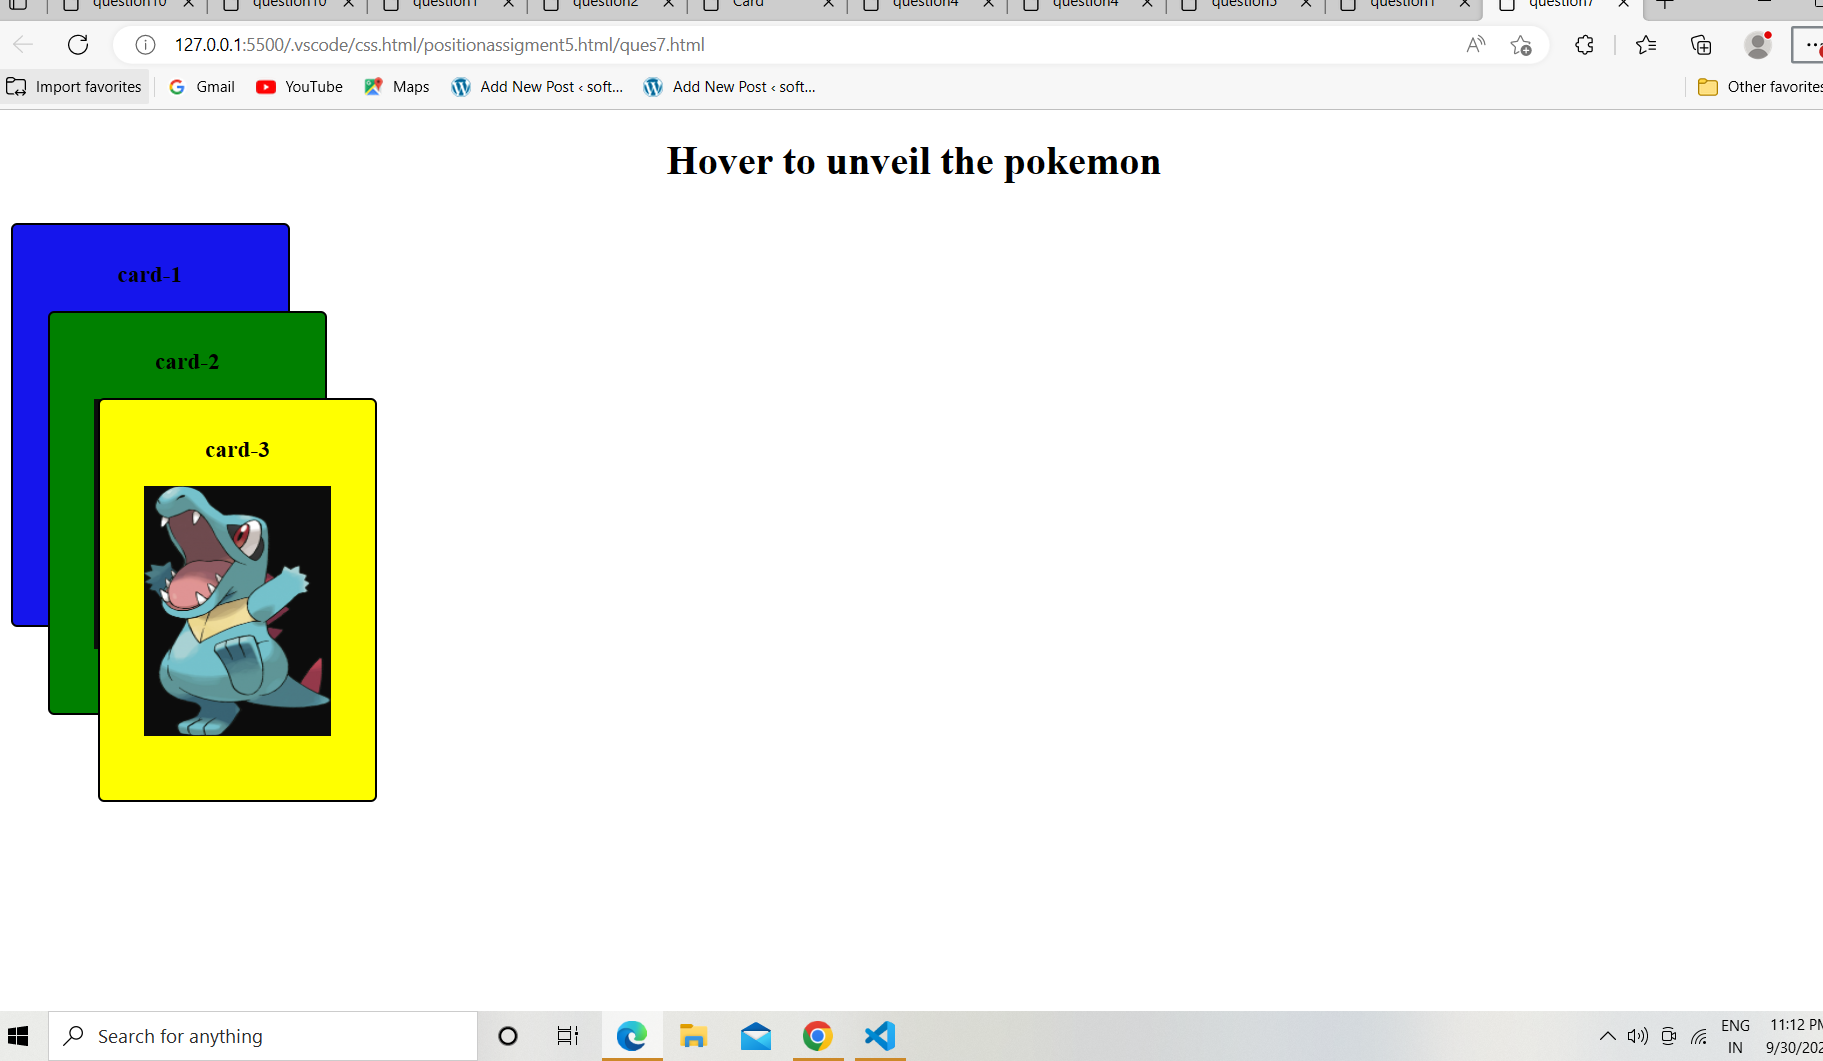 question10 question10 question1 question2 Card question4 question4 question5 question1 question7
127.0.0.1:5500/.vscode/css.html/positionassigment5.html/ques7.html
Import favorites Gmail YouTube Maps Add New Post ‹ soft... Add New Post ‹ soft... Other favorites
Hover to unveil the pokemon
card-1
card-2
card-3
Search for anything
ENG 11:12 PM
IN 9/30/202